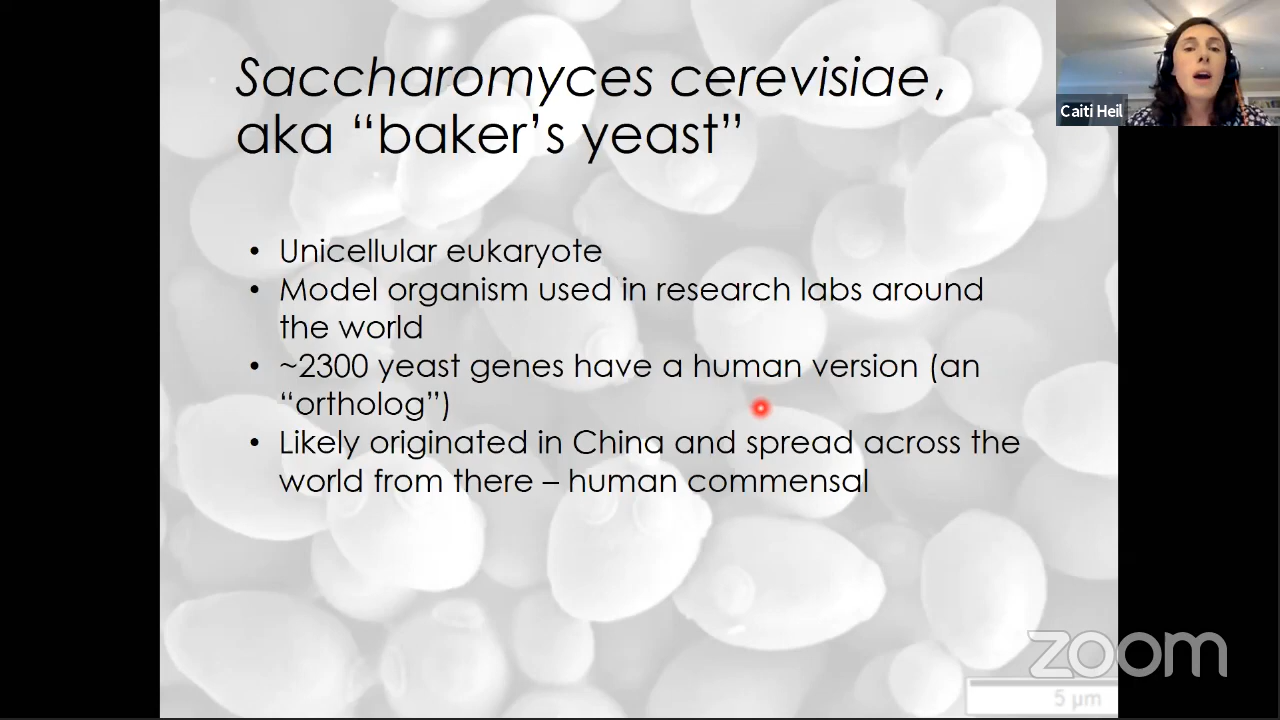 Saccharomyces cerevisiae,
aka “baker’s yeast”
Caiti Heil
• Unicellular eukaryote
• Model organism used in research labs around
the world
• ~2300 yeast genes have a human version (an
“ortholog”)
• Likely originated in China and spread across the
world from there – human commensal
zoom
5 µm